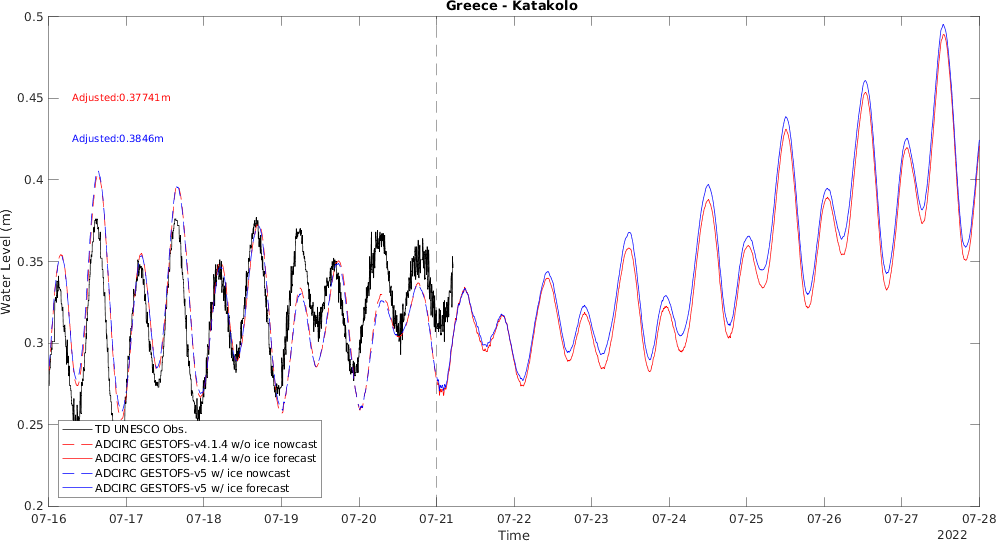 Greece - Katakolo
Water Level (m)
0.5
0.45
0.4
0.35
0.3
0.25
0.2
Adjusted:0.37741m
Adjusted:0.3846m
TD UNESCO Obs.
ADCIRC GESTOFS-v4.1.4 w/o ice nowcast
ADCIRC GESTOFS-v4.1.4 w/o ice forecast
ADCIRC GESTOFS-v5 w/ ice nowcast
ADCIRC GESTOFS-v5 w/ ice forecast
07-16 07-17 07-18 07-19 07-20 07-21 07-22 07-23 07-24 07-25 07-26 07-27 07-28
Time
2022